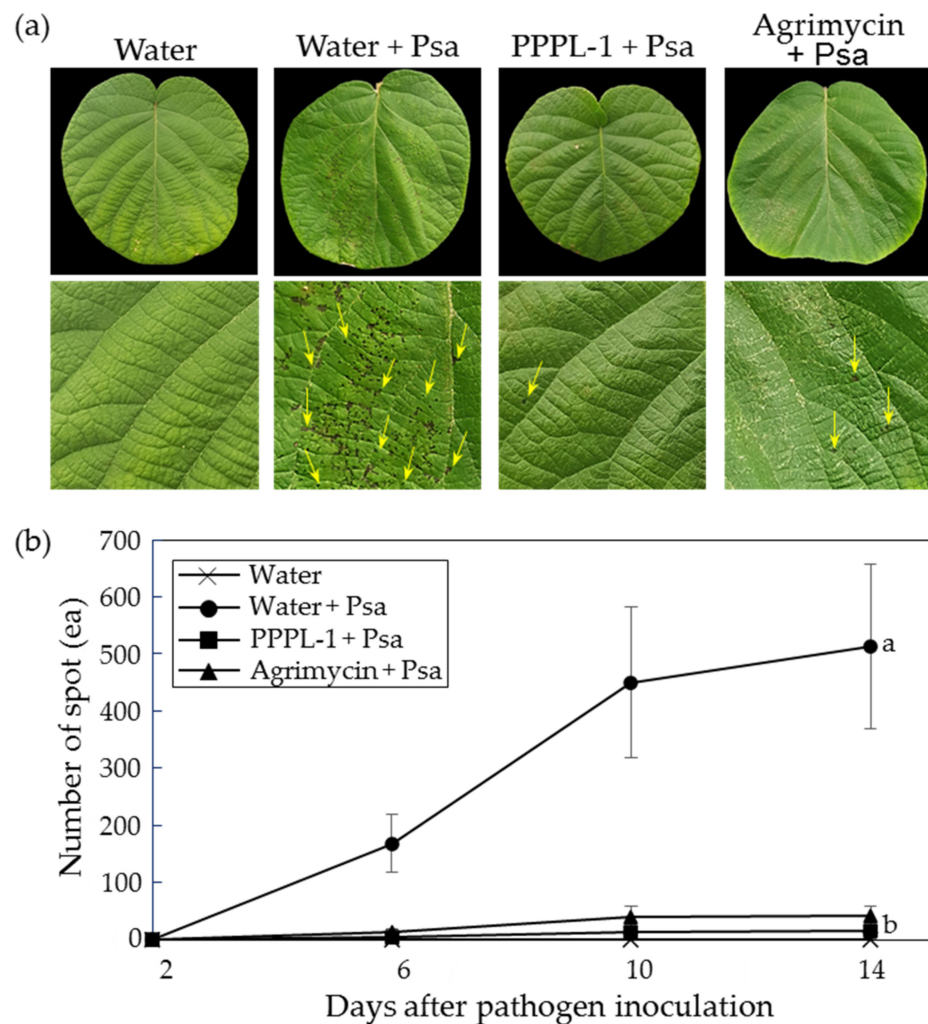 (a)
Water
Water + Psa
PPPL-1 + Psa
Agrimycin
+ Psa
(b)
Number of spot (ea)
700
600
500
400
300
200
100
0
Water
Water + Psa
PPPL-1 + Psa
Agrimycin + Psa
a
b
2
6
10
14
Days after pathogen inoculation